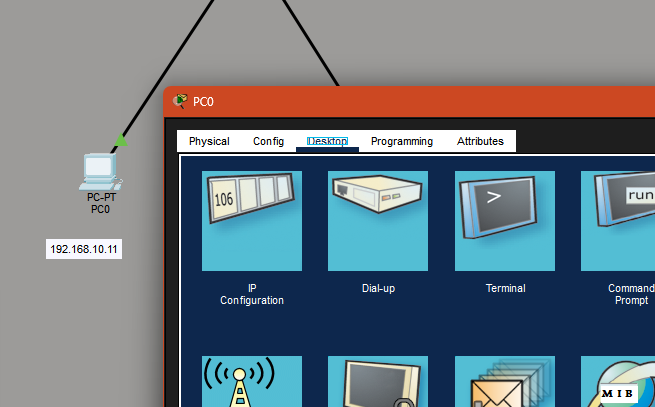 PC0
Physical Config Desktop Programming Attributes
PC-PT
PC0
192.168.10.11
106
>
run
IP
Configuration
Dial-up
Terminal
Command
Prompt
MIB